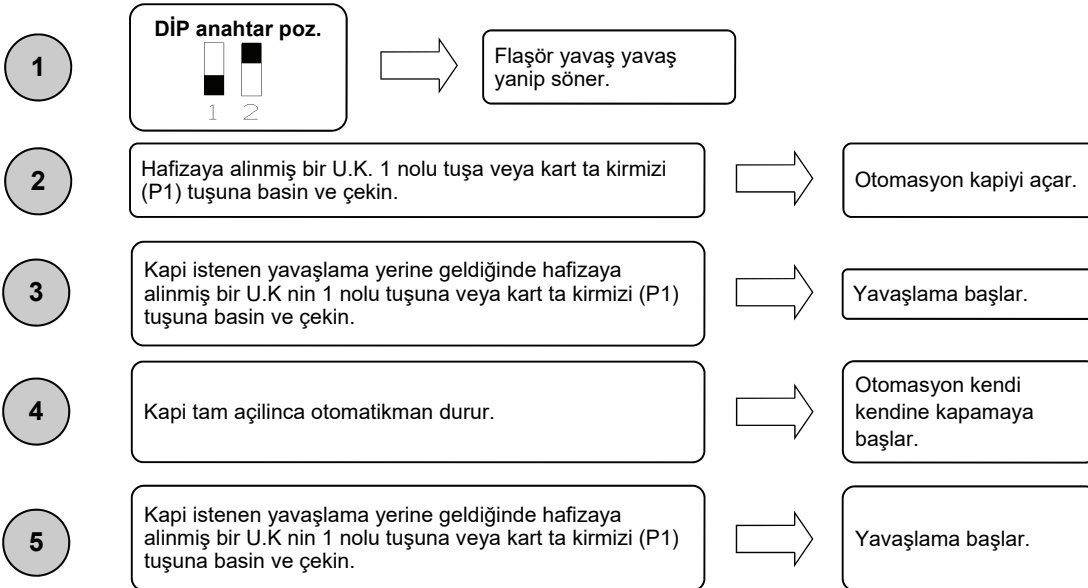 1
DİP anahtar poz.
1 2
Flaşör yavaş yavaş
yanip söner.
2
Hafizaya alinmiş bir U.K. 1 nolu tuşa veya kart ta kirmizi
(P1) tuşuna basin ve çekin.
Otomasyon kapiyi açar.
3
Kapi istenen yavaşlama yerine geldiğinde hafizaya
alinmiş bir U.K nin 1 nolu tuşuna veya kart ta kirmizi (P1)
tuşuna basin ve çekin.
Yavaşlama başlar.
4
Kapi tam açilinca otomatikman durur.
Otomasyon kendi
kendine kapamaya
başlar.
5
Kapi istenen yavaşlama yerine geldiğinde hafizaya
alinmiş bir U.K nin 1 nolu tuşuna veya kart ta kirmizi (P1)
tuşuna basin ve çekin.
Yavaşlama başlar.